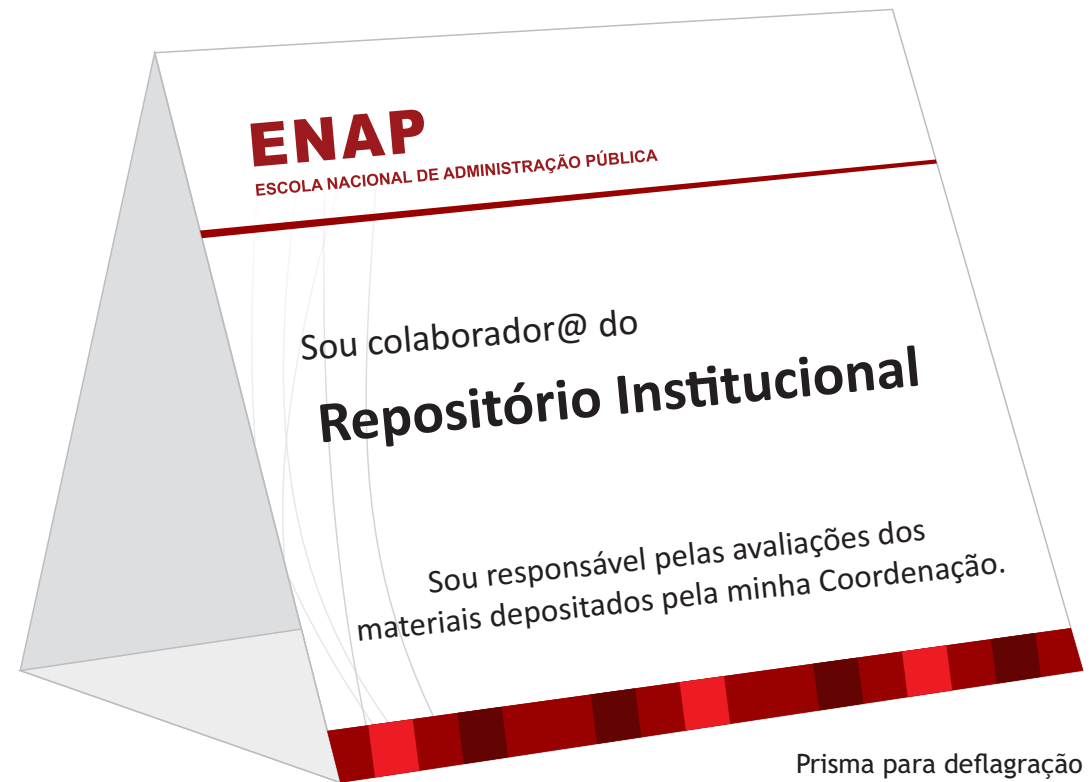 ENAP
ESCOLA NACIONAL DE ADMINISTRAÇÃO PÚBLICA
Sou colaborador@ do
Repositório Institucional
Sou responsável pelas avaliações dos
materiais depositados pela minha Coordenação.
Prisma para deflagração